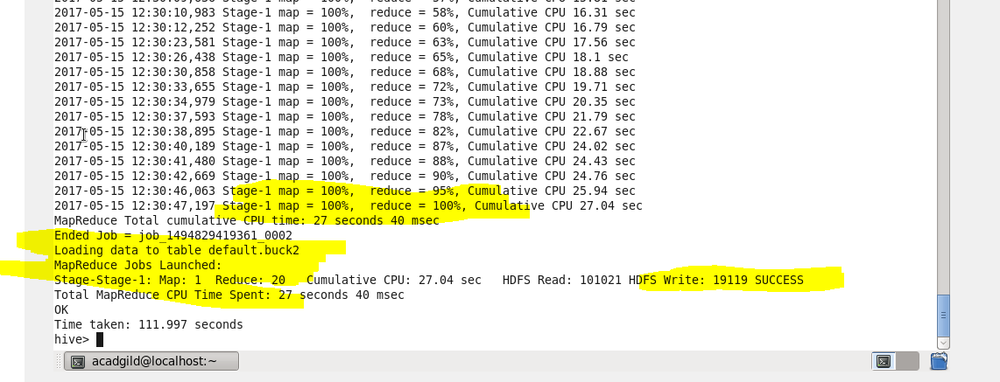 2017-05-15 12:30:10,983 Stage-1 map = 100%,  reduce = 58%, Cumulative CPU 16.31 sec
2017-05-15 12:30:12,252 Stage-1 map = 100%,  reduce = 60%, Cumulative CPU 16.79 sec
2017-05-15 12:30:23,581 Stage-1 map = 100%,  reduce = 63%, Cumulative CPU 17.56 sec
2017-05-15 12:30:26,438 Stage-1 map = 100%,  reduce = 65%, Cumulative CPU 18.1 sec
2017-05-15 12:30:30,858 Stage-1 map = 100%,  reduce = 68%, Cumulative CPU 18.88 sec
2017-05-15 12:30:33,655 Stage-1 map = 100%,  reduce = 72%, Cumulative CPU 19.71 sec
2017-05-15 12:30:34,979 Stage-1 map = 100%,  reduce = 73%, Cumulative CPU 20.35 sec
2017-05-15 12:30:37,593 Stage-1 map = 100%,  reduce = 78%, Cumulative CPU 21.79 sec
2017-05-15 12:30:38,895 Stage-1 map = 100%,  reduce = 82%, Cumulative CPU 22.67 sec
2017-05-15 12:30:40,189 Stage-1 map = 100%,  reduce = 87%, Cumulative CPU 24.02 sec
2017-05-15 12:30:41,480 Stage-1 map = 100%,  reduce = 88%, Cumulative CPU 24.43 sec
2017-05-15 12:30:42,669 Stage-1 map = 100%,  reduce = 90%, Cumulative CPU 24.76 sec
2017-05-15 12:30:46,063 Stage-1 map = 100%,  reduce = 95%, Cumulative CPU 25.94 sec
2017-05-15 12:30:47,197 Stage-1 map = 100%,  reduce = 100%, Cumulative CPU 27.04 sec
MapReduce Total cumulative CPU time: 27 seconds 40 msec
Ended Job = job_1494829419361_0002
Loading data to table default.buck2
MapReduce Jobs Launched:
Stage-Stage-1: Map: 1  Reduce: 20   Cumulative CPU: 27.04 sec   HDFS Read: 101021 HDFS Write: 19119 SUCCESS
Total MapReduce CPU Time Spent: 27 seconds 40 msec
OK
Time taken: 111.997 seconds
hive>
acadgild@localhost:~